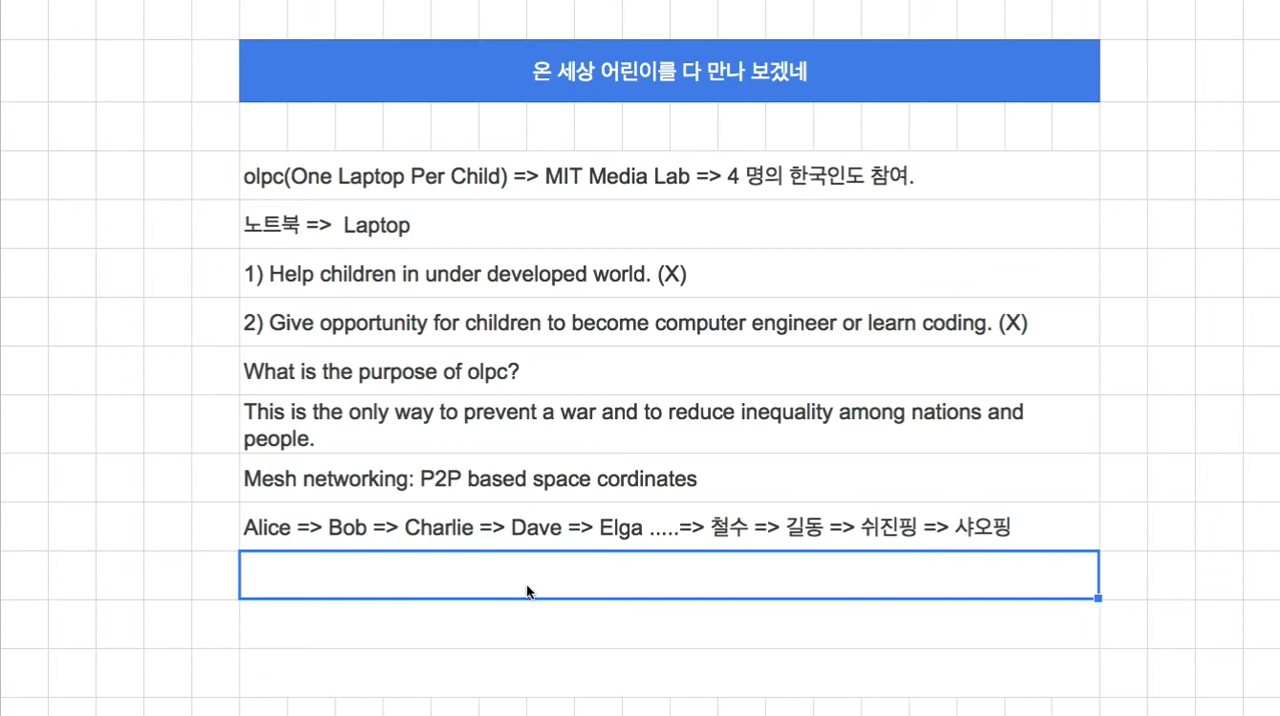 온 세상 어린이를 다 만나 보겠네
olpc(One Laptop Per Child) => MIT Media Lab => 4 명의 한국인도 참여.
노트북 => Laptop
1) Help children in under developed world. (X)
2) Give opportunity for children to become computer engineer or learn coding. (X)
What is the purpose of olpc?
This is the only way to prevent a war and to reduce inequality among nations and
people.
Mesh networking: P2P based space cordinates
Alice => Bob => Charlie => Dave => Elga .....=> 철수 => 길동 => 쉬진핑 => 샤오핑